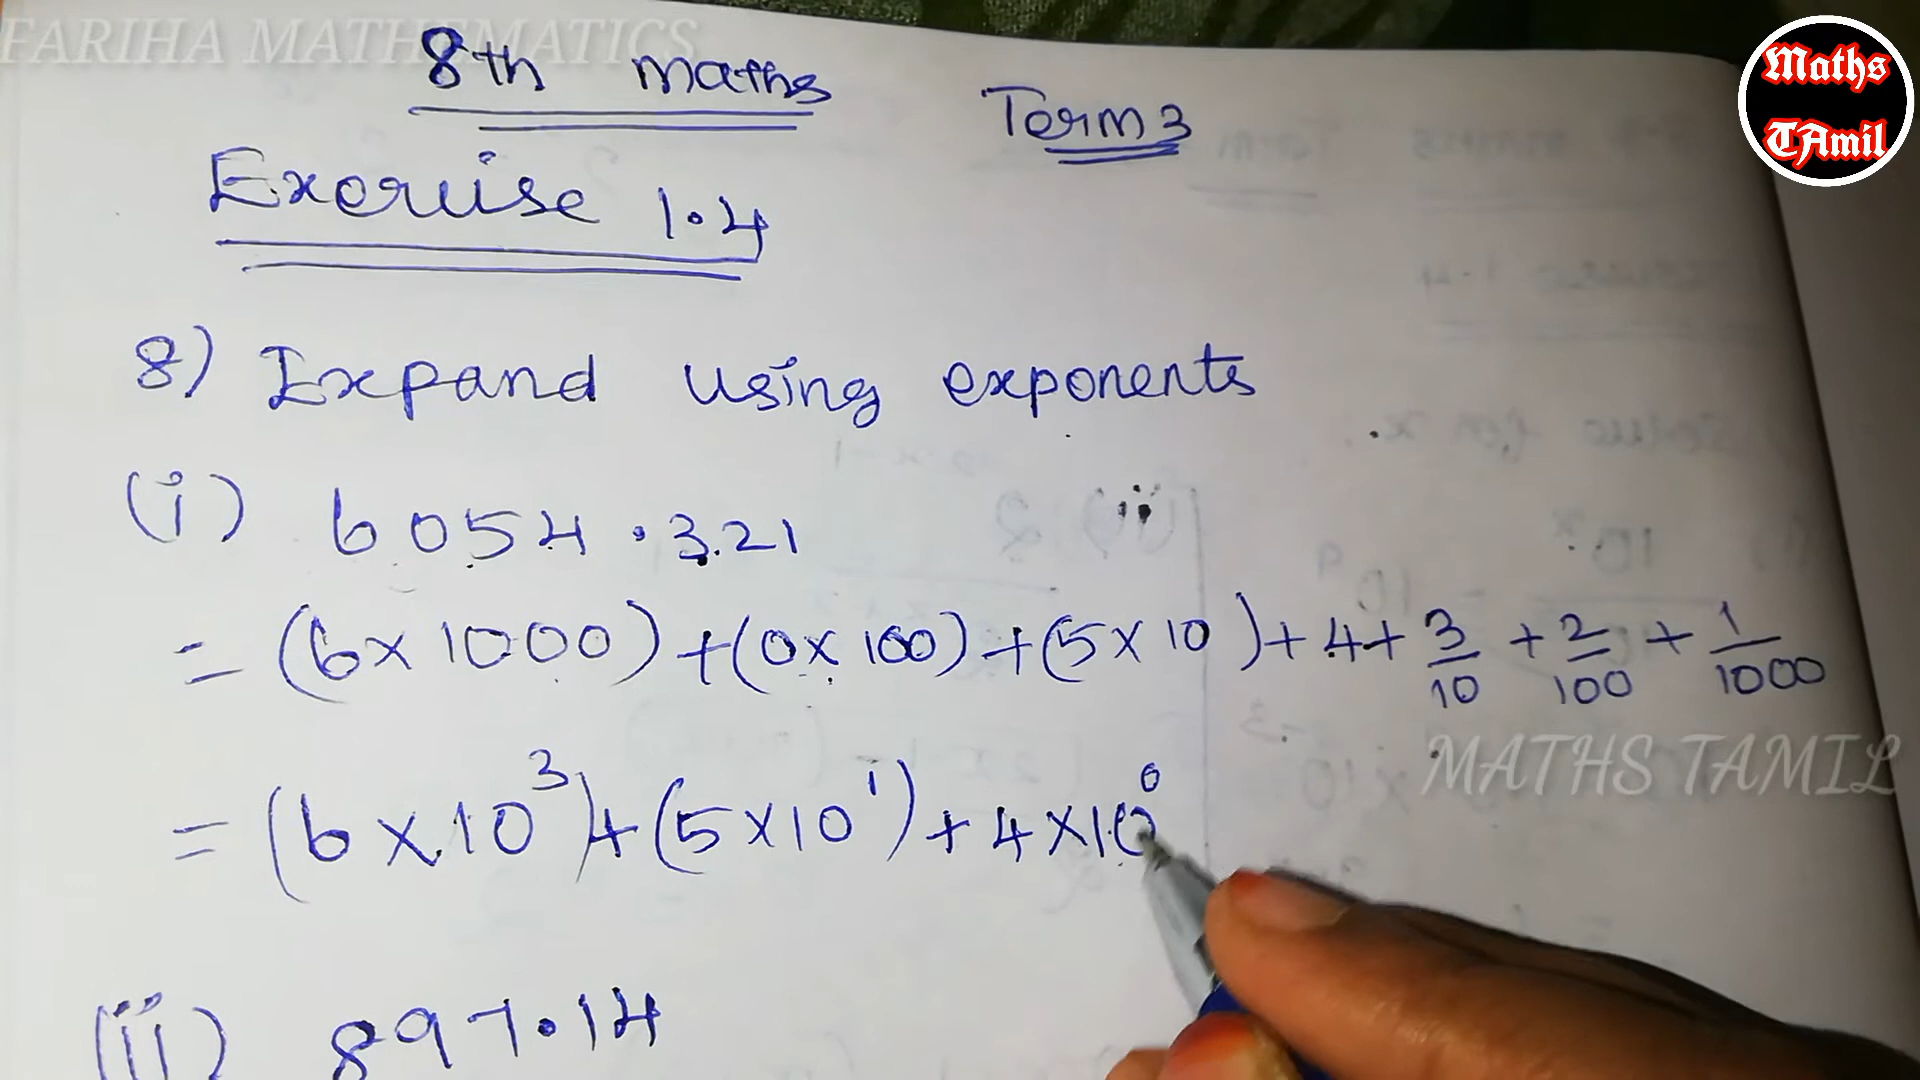 FARIHA MATHEMATICS
8th maths
Term 3
Maths
TAmil
Exercise 1.4
8) Expand using exponents
(i) 6054.321
= (6 × 1000) + (0 × 100) + (5 × 10) + 4 + 3/10 + 2/100 + 1/1000
= (6 × 10³) + (5 × 10¹) + 4 × 10⁰
MATHS TAMIL
(ii) 897.14